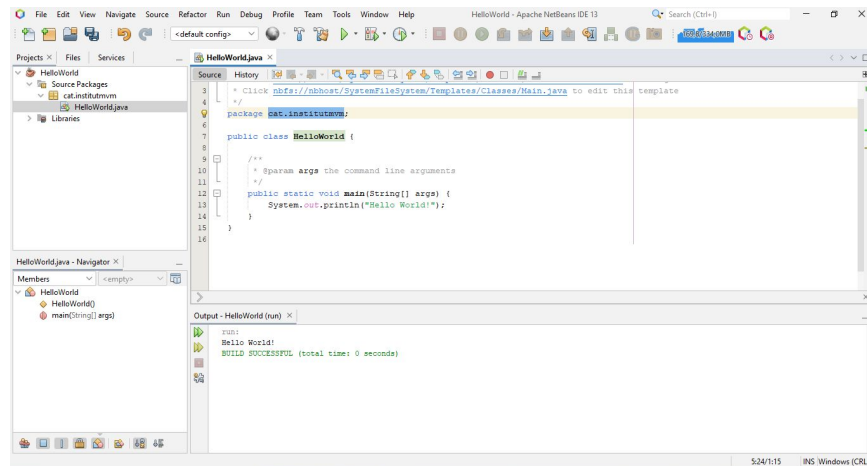 File Edit View Navigate Source Refactor Run Debug Profile Team Tools Window Help
HelloWorld - Apache NetBeans IDE 13
Search (Ctrl+I)
<default config>
Projects Files Services
HelloWorld
Source Packages
cat.institutmvm
HelloWorld.java
Libraries
HelloWorld.java
Source History
3 * Click nbfs://nbhost/SystemFileSystem/Templates/Classes/Main.java to edit this template
4 */
package cat.institutmvm;
6
7 public class HelloWorld {
8
9 /**
10 * @param args the command line arguments
11 */
12 public static void main(String[] args) {
13 System.out.println("Hello World!");
14 }
15 }
16
HelloWorld.java - Navigator
Members <empty>
HelloWorld
HelloWorld()
main(String[] args)
Output - HelloWorld (run)
run:
Hello World!
BUILD SUCCESSFUL (total time: 0 seconds)
5:24/1:15 INS Windows (CRL